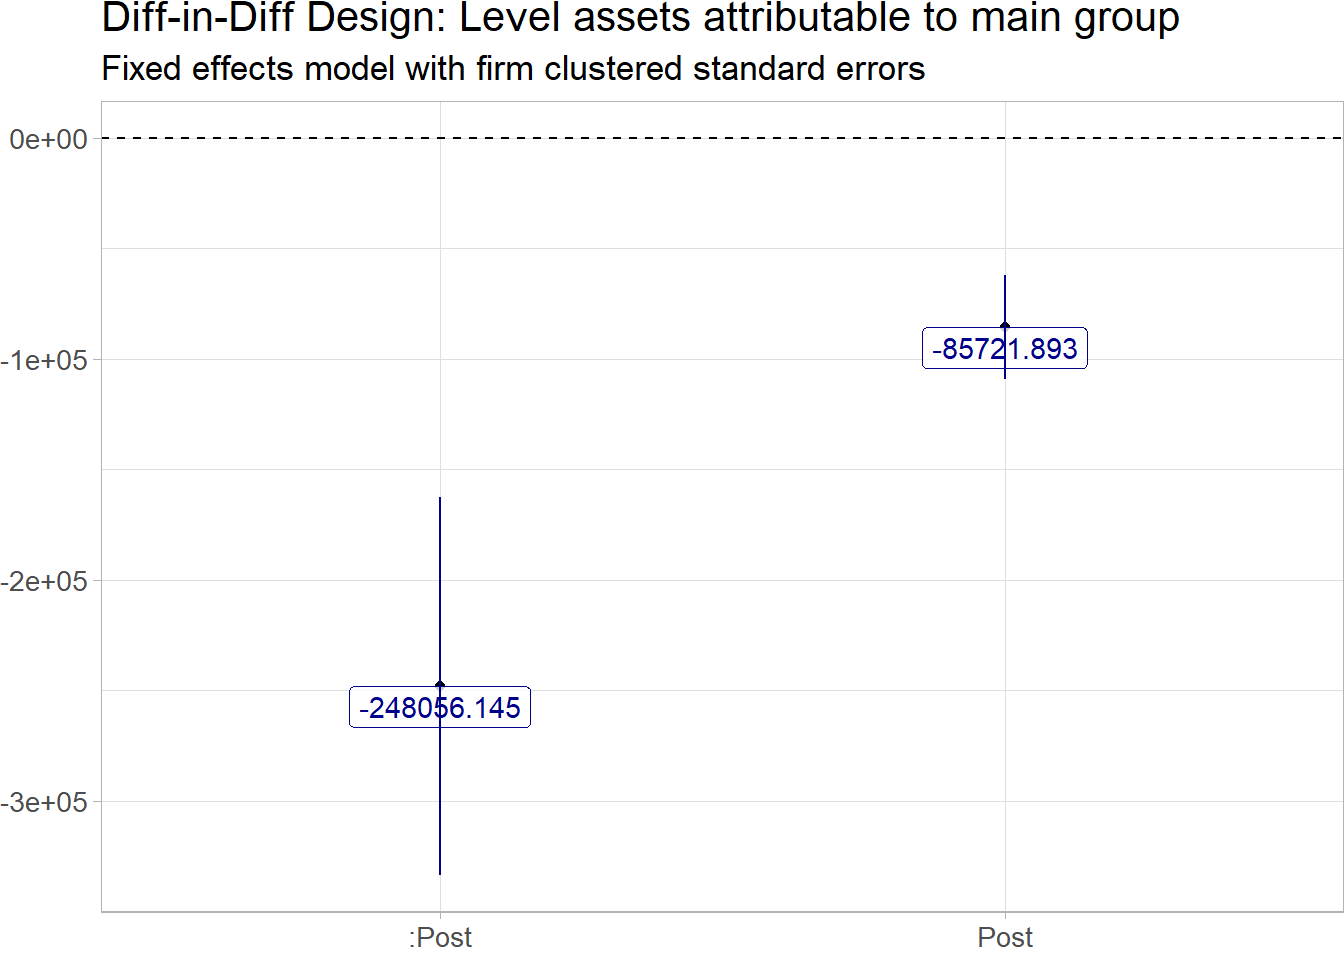 Diff-in-Diff Design: Level assets attributable to main group
Fixed effects model with firm clustered standard errors
0e+00
-1e+05
-2e+05
-3e+05
-85721.893
-248056.145
:Post
Post